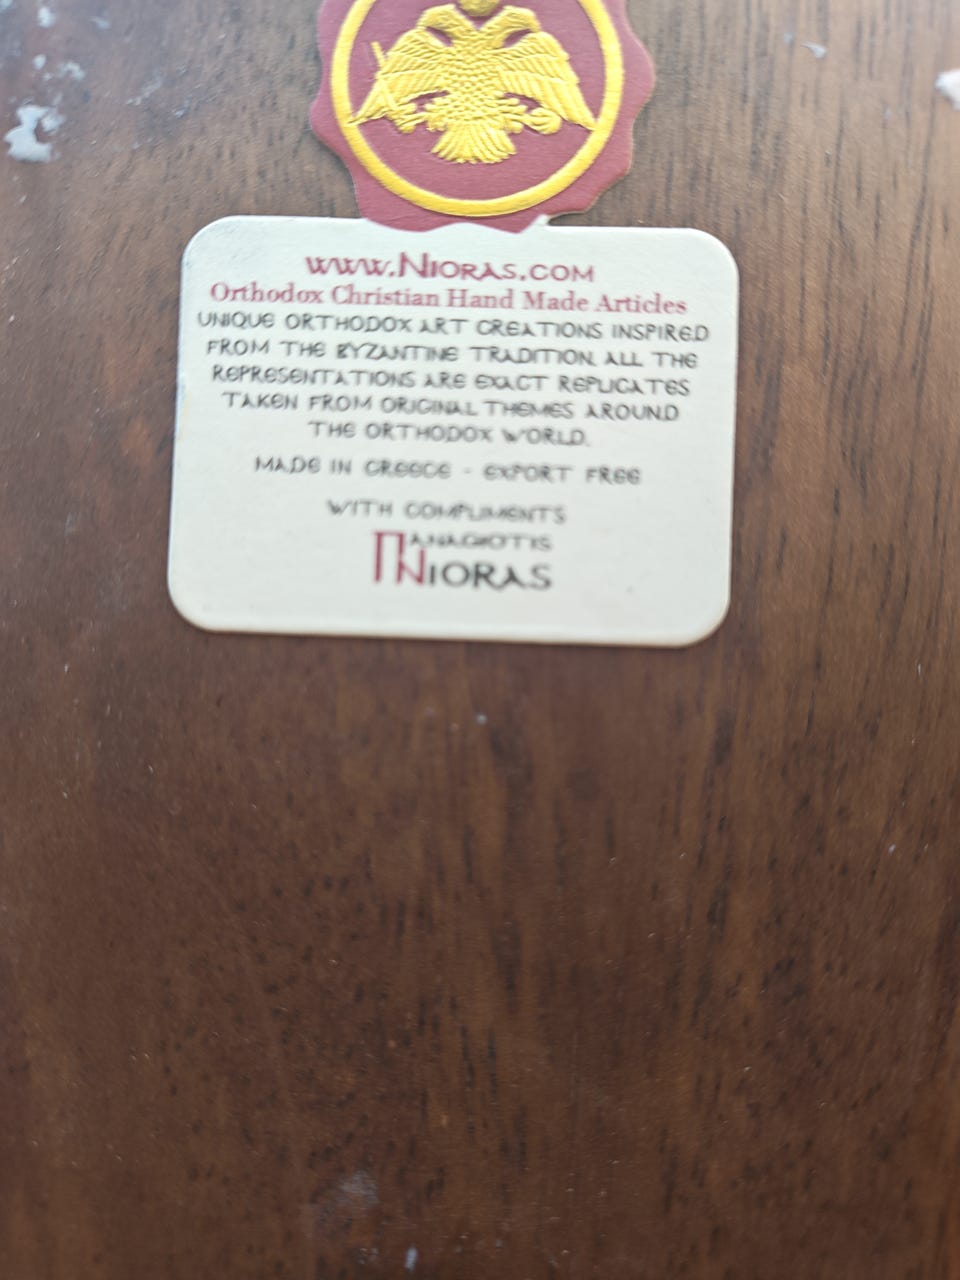 www.Nioras.com
Orthodox Christian Hand Made Articles
UNIQUE ORTHODOX ART CREATIONS INSPIRED
FROM THE BYZANTINE TRADITION. ALL THE
REPRESENTATIONS ARE EXACT REPLICATES
TAKEN FROM ORIGINAL THEMES AROUND
THE ORTHODOX WORLD.
MADE IN GREECE - EXPORT FREE
WITH COMPLIMENTS
ΠANAGIOTIS
NIORAS